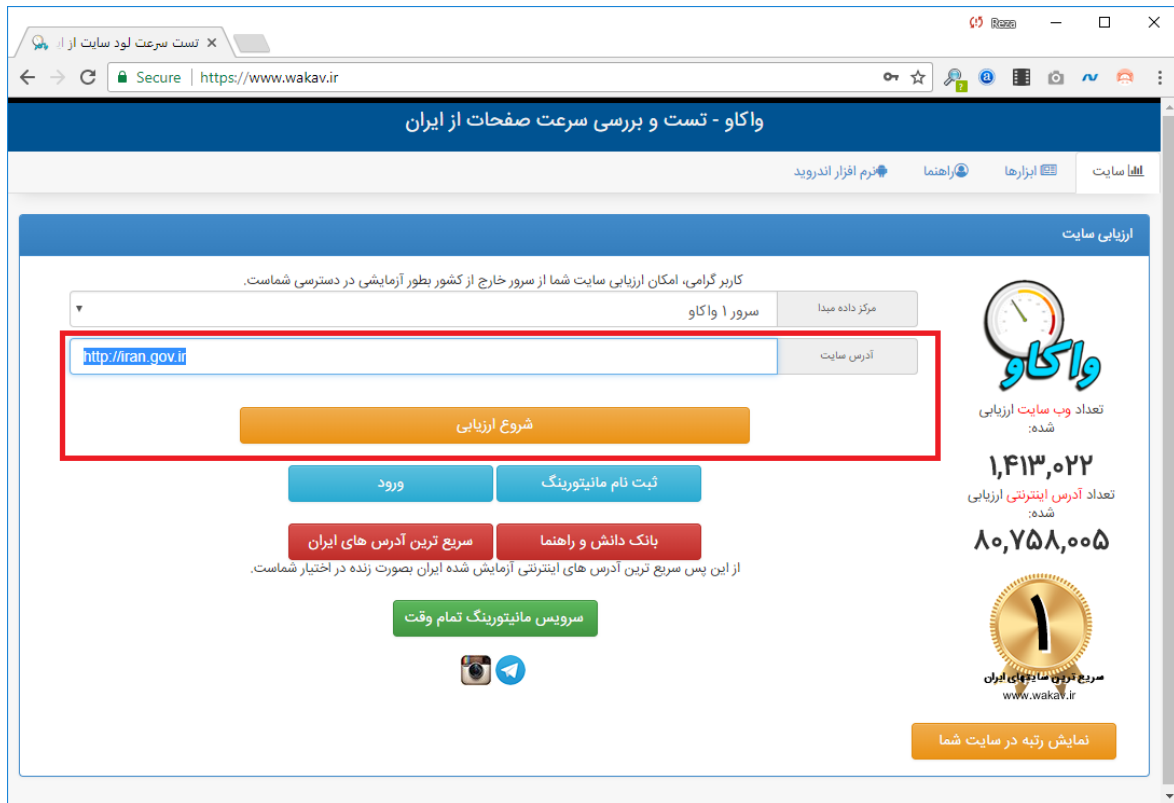 تست سرعت لود سایت از ای
Reza
Secure | https://www.wakav.ir
واکاو - تست و بررسی سرعت صفحات از ایران
سایت
ابزارها
راهنما
نرم افزار اندروید
ارزیابی سایت
کاربر گرامی، امکان ارزیابی سایت شما از سرور خارج از کشور بطور آزمایشی در دسترسی شماست.
مرکز داده مبدا
سرور ۱ واکاو
آدرس سایت
http://iran.gov.ir
شروع ارزیابی
ثبت نام مانیتورینگ
ورود
بانک دانش و راهنما
سریع ترین آدرس های ایران
از این پس سریع ترین آدرس های اینترنتی آزمایش شده ایران بصورت زنده در اختیار شماست.
سرویس مانیتورینگ تمام وقت
واکاو
تعداد وب سایت ارزیابی
شده:
۱,۴۱۳,۰۲۲
تعداد آدرس اینترنتی ارزیابی
شده:
۸۰,۷۵۸,۰۰۵
۱
سریع ترین سایتهای ایران
www.wakav.ir
نمایش رتبه در سایت شما